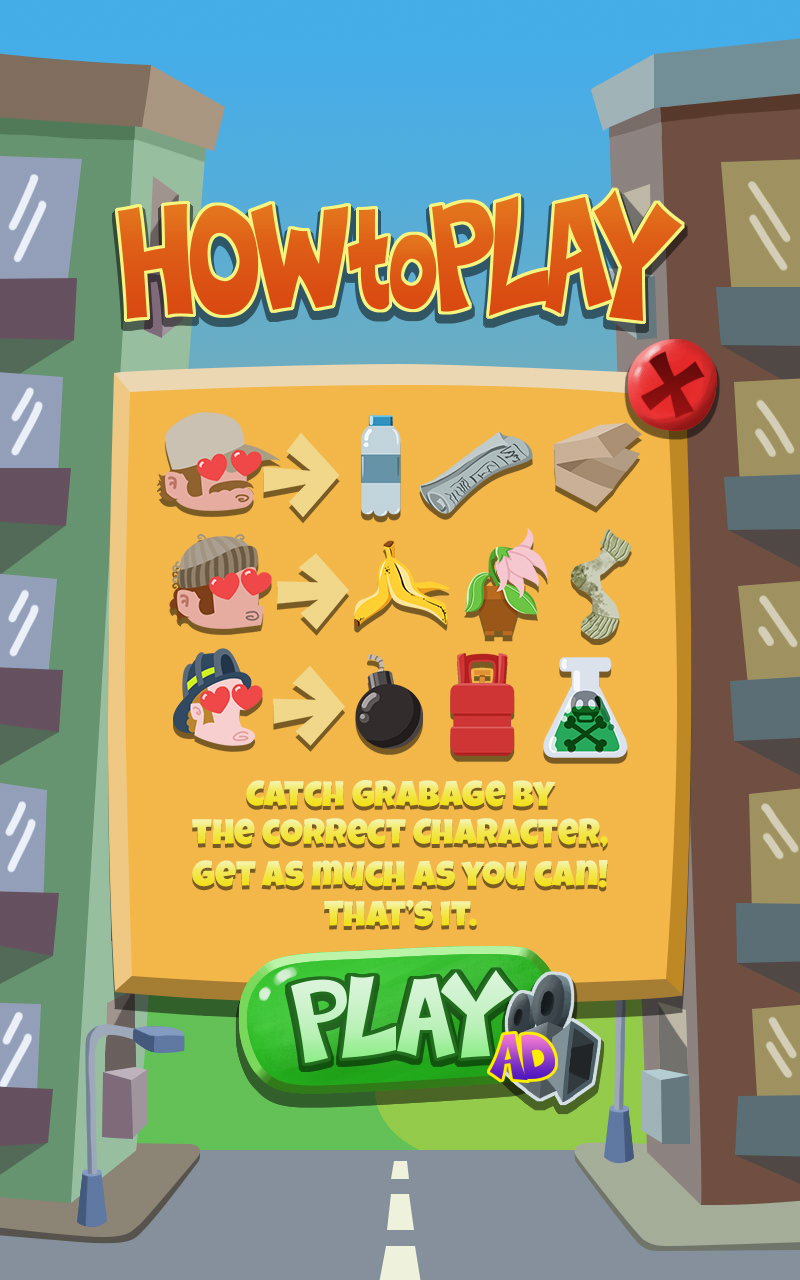 HOW to PLAY
CATCH GRABAGE BY
THE CORRECT CHARACTER,
GET AS MUCH AS YOU CAN!
THAT'S IT.
PLAY
AD